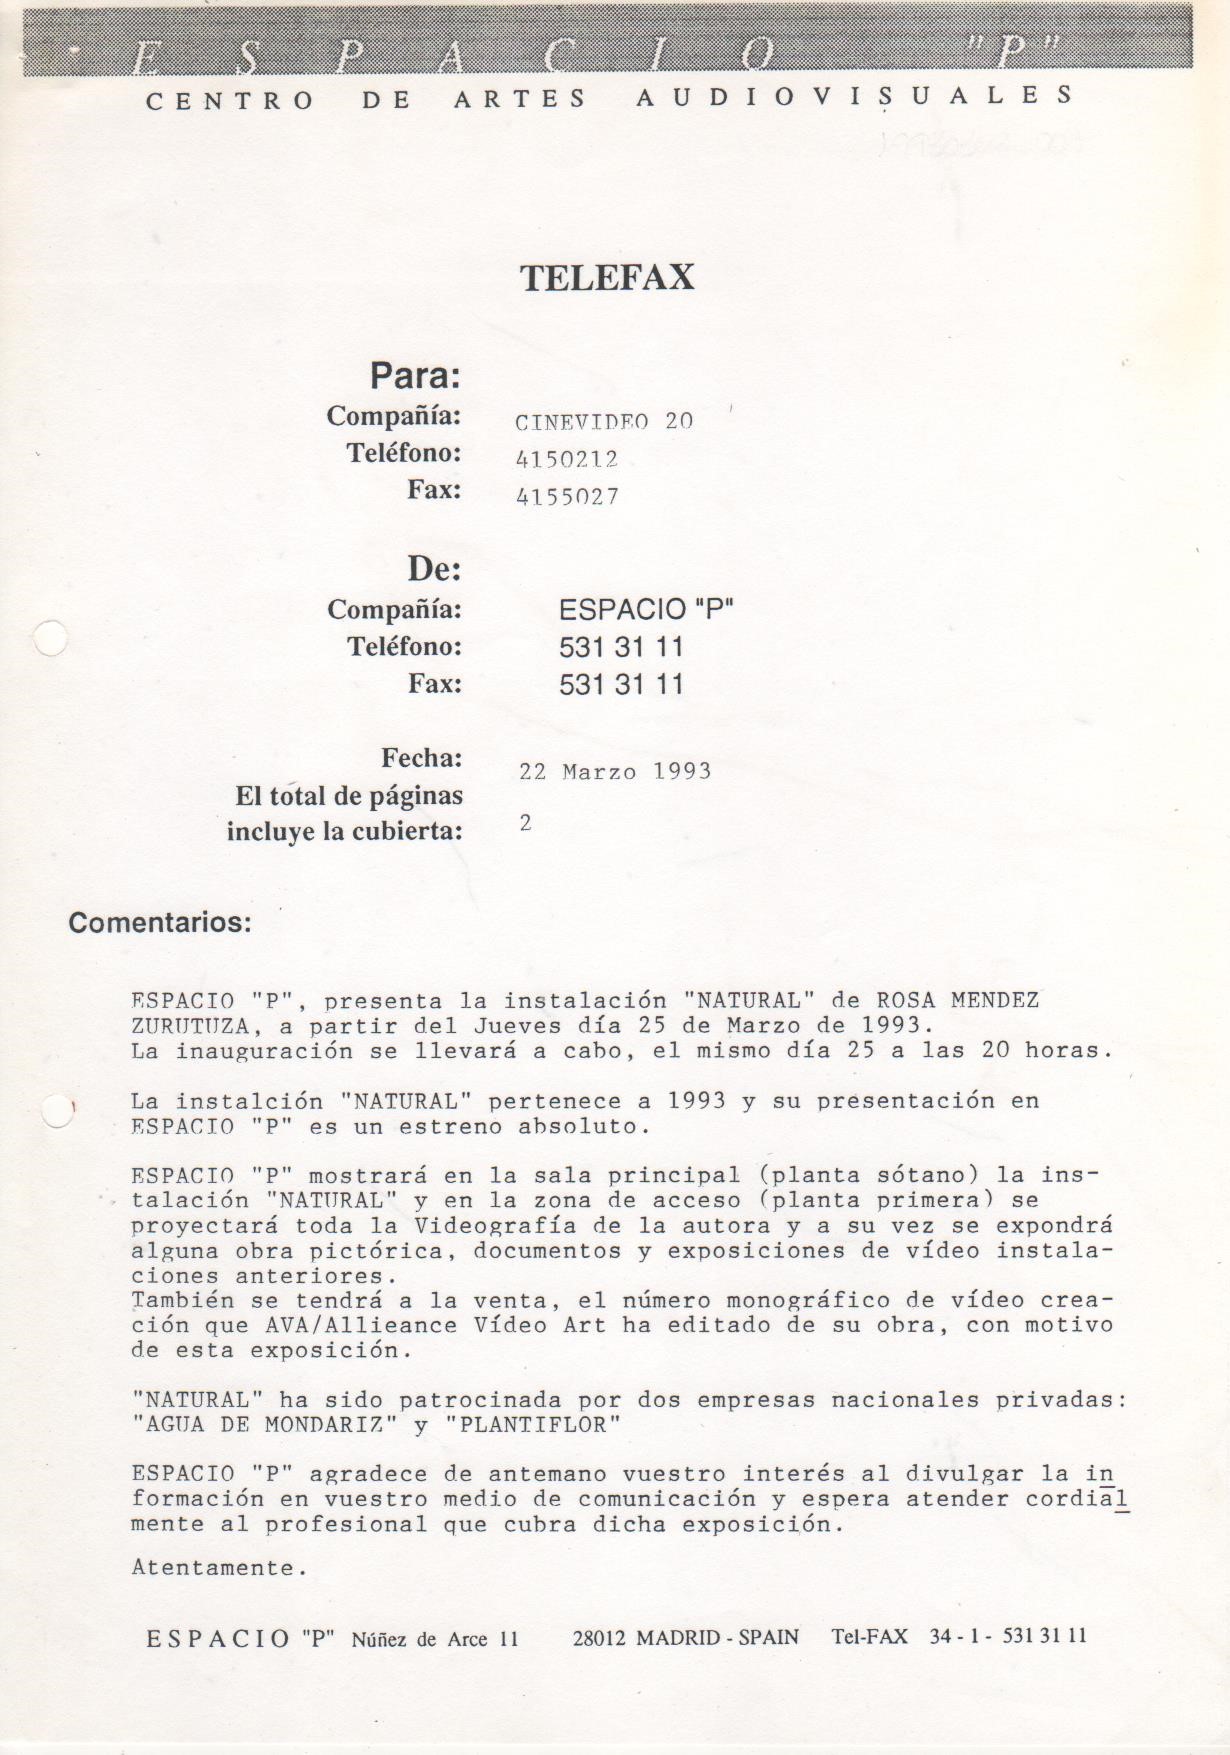 ESPACIO "P"
CENTRO DE ARTES AUDIOVISUALES
TELEFAX
Para:
Compañía: CINEVIDEO 20
Teléfono: 4150212
Fax: 4155027
De:
Compañía: ESPACIO "P"
Teléfono: 531 31 11
Fax: 531 31 11
Fecha: 22 Marzo 1993
El total de páginas
incluye la cubierta: 2
Comentarios:
ESPACIO "P", presenta la instalación "NATURAL" de ROSA MENDEZ
ZURUTUZA, a partir del Jueves día 25 de Marzo de 1993.
La inauguración se llevará a cabo, el mismo día 25 a las 20 horas.
La instalción "NATURAL" pertenece a 1993 y su presentación en
ESPACIO "P" es un estreno absoluto.
ESPACIO "P" mostrará en la sala principal (planta sótano) la ins-
talación "NATURAL" y en la zona de acceso (planta primera) se
proyectará toda la Videografía de la autora y a su vez se expondrá
alguna obra pictórica, documentos y exposiciones de vídeo instala-
ciones anteriores.
También se tendrá a la venta, el número monográfico de vídeo crea-
ción que AVA/Allieance Vídeo Art ha editado de su obra, con motivo
de esta exposición.
"NATURAL" ha sido patrocinada por dos empresas nacionales privadas:
"AGUA DE MONDARIZ" y "PLANTIFLOR"
ESPACIO "P" agradece de antemano vuestro interés al divulgar la in
formación en vuestro medio de comunicación y espera atender cordial
mente al profesional que cubra dicha exposición.
Atentamente.
ESPACIO "P" Núñez de Arce 11 28012 MADRID - SPAIN Tel-FAX 34 - 1 - 531 31 11